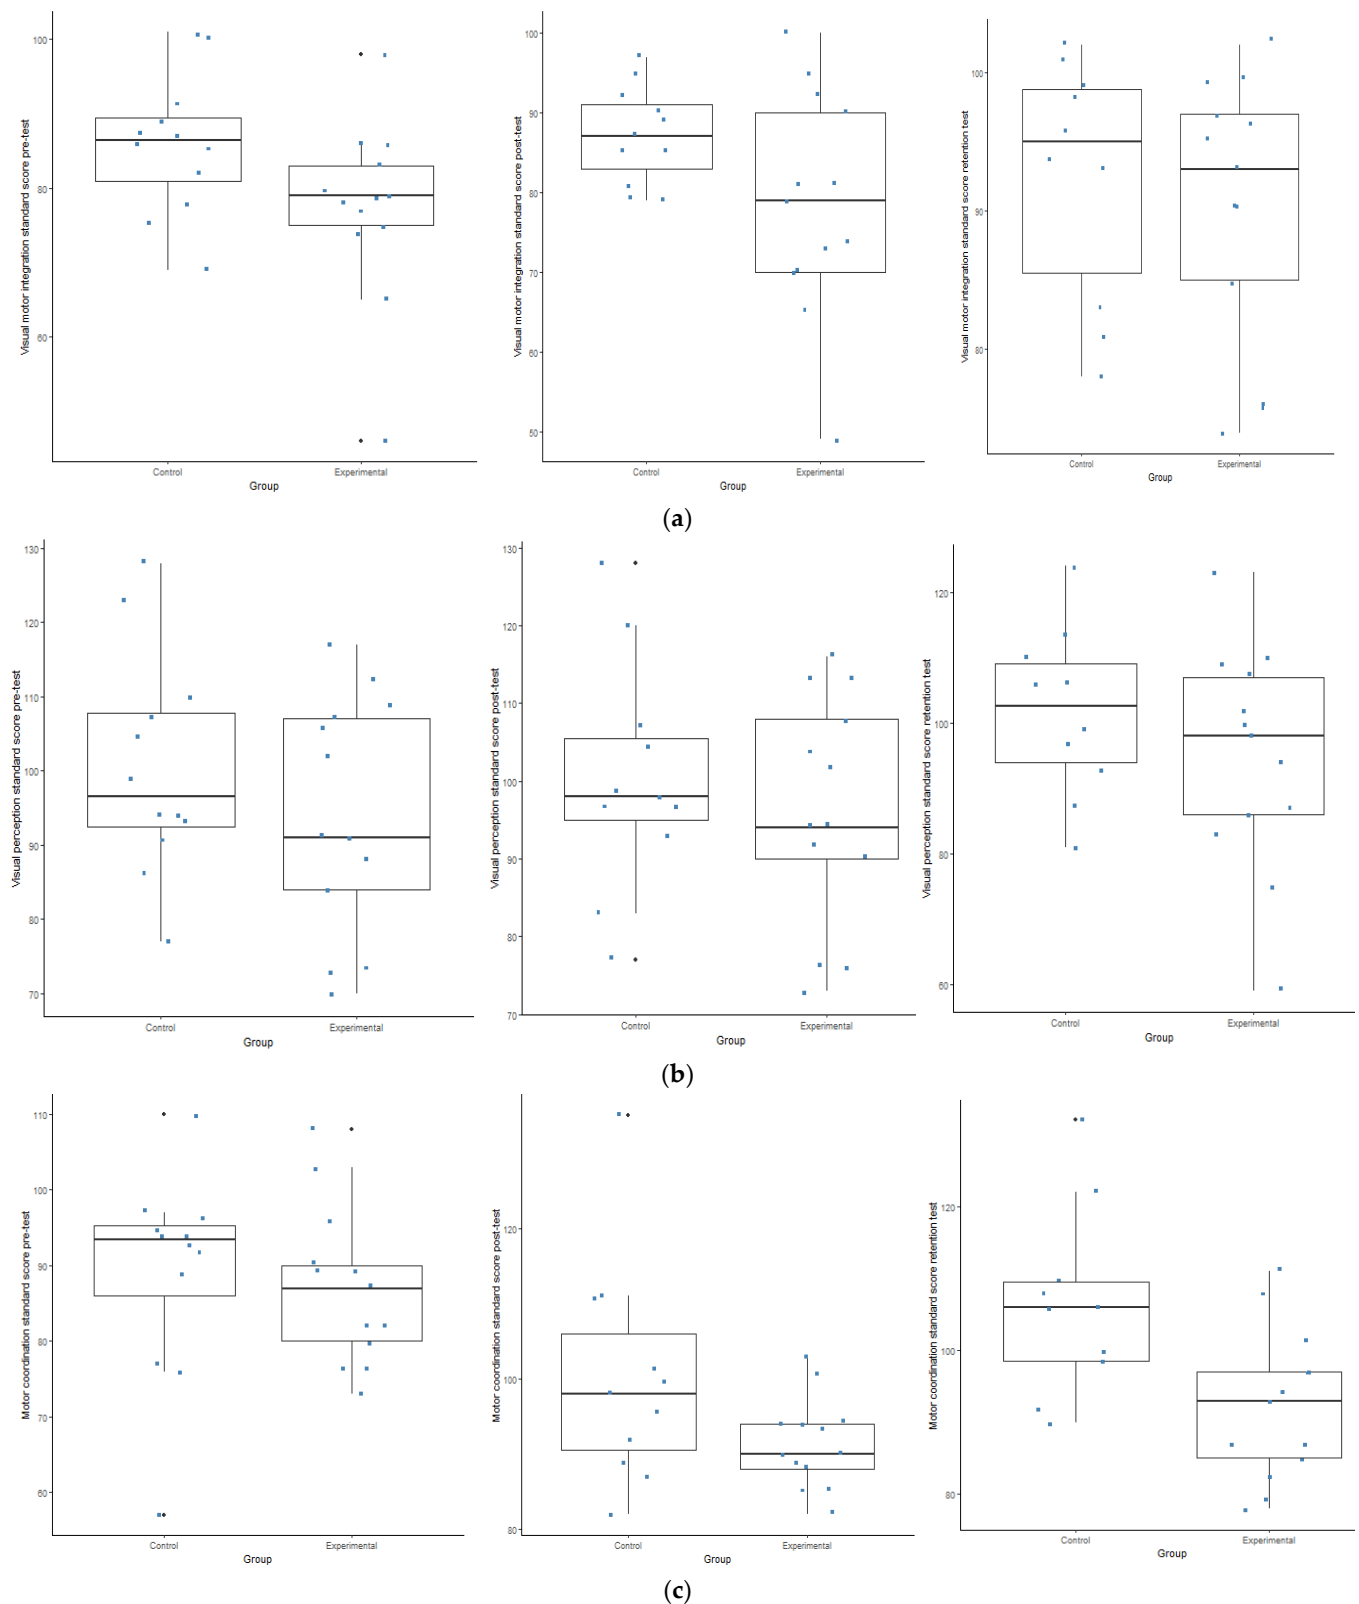 Visual motor integration standard score pre-test
100
80
60
Control
Experimental
Group
Visual motor integration standard score post-test
100
90
80
70
60
50
Control
Experimental
Group
Visual motor integration standard score retention test
100
90
80
Control
Experimental
Group
(a)
Visual perception standard score pre-test
130
120
110
100
90
80
70
Control
Experimental
Group
Visual perception standard score post-test
130
120
110
100
90
80
70
Control
Experimental
Group
Visual perception standard score retention test
120
100
80
60
Control
Experimental
Group
(b)
Motor coordination standard score pre-test
110
100
90
80
70
60
Control
Experimental
Group
Motor coordination standard score post-test
120
100
80
Control
Experimental
Group
Motor coordination standard score retention test
120
100
80
Control
Experimental
Group
(c)